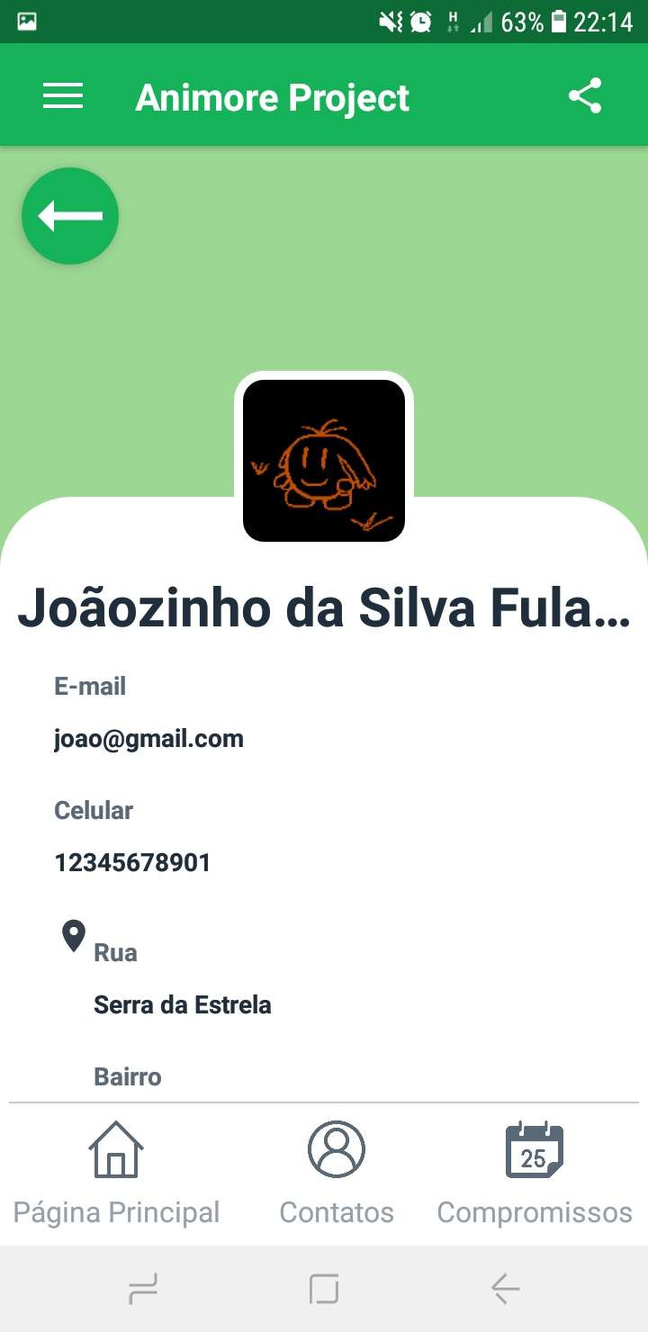 H 63% 22:14
Animore Project
Joãozinho da Silva Fula...
E-mail
joao@gmail.com
Celular
12345678901
Rua
Serra da Estrela
Bairro
25
Página Principal Contatos Compromissos